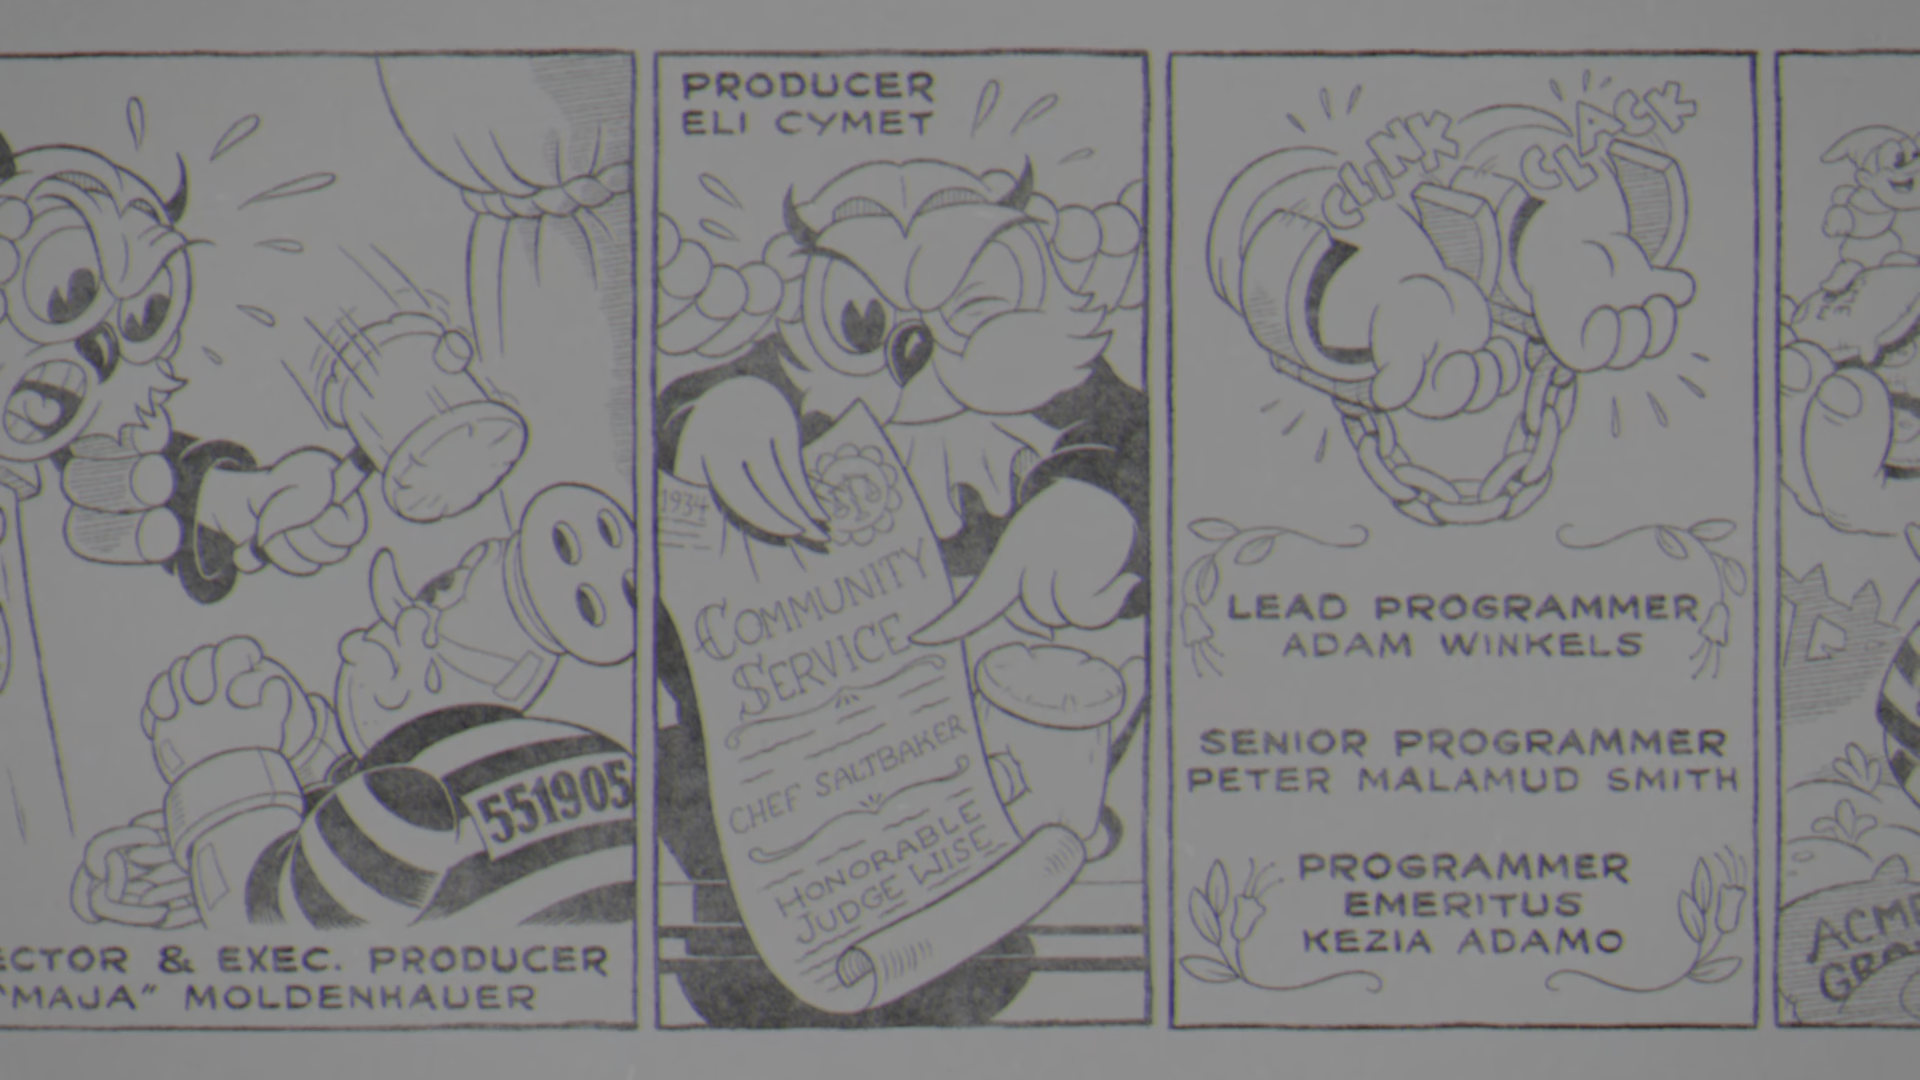 551905
ECTOR & EXEC. PRODUCER
"MAJA" MOLDENHAUER
PRODUCER
ELI CYMET
1934
COMMUNITY
SERVICE
CHEF SALTBAKER
HONORABLE
JUDGE WISE
CLINK
CLACK
LEAD PROGRAMMER
ADAM WINKELS
SENIOR PROGRAMMER
PETER MALAMUD SMITH
PROGRAMMER
EMERITUS
KEZIA ADAMO
ACME